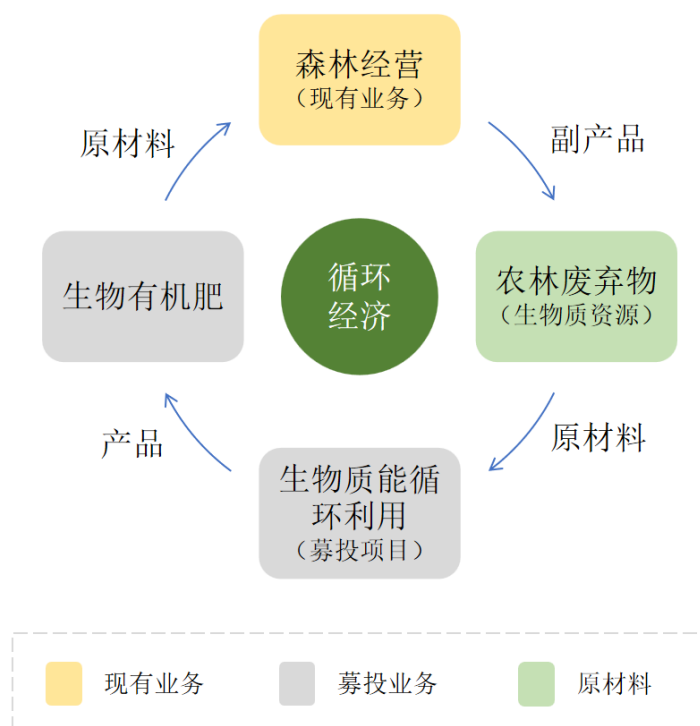 森林经营
（现有业务）
原材料
副产品
生物有机肥
循环
经济
农林废弃物
（生物质资源）
产品
原材料
生物质能循
环利用
（募投项目）
现有业务
募投业务
原材料